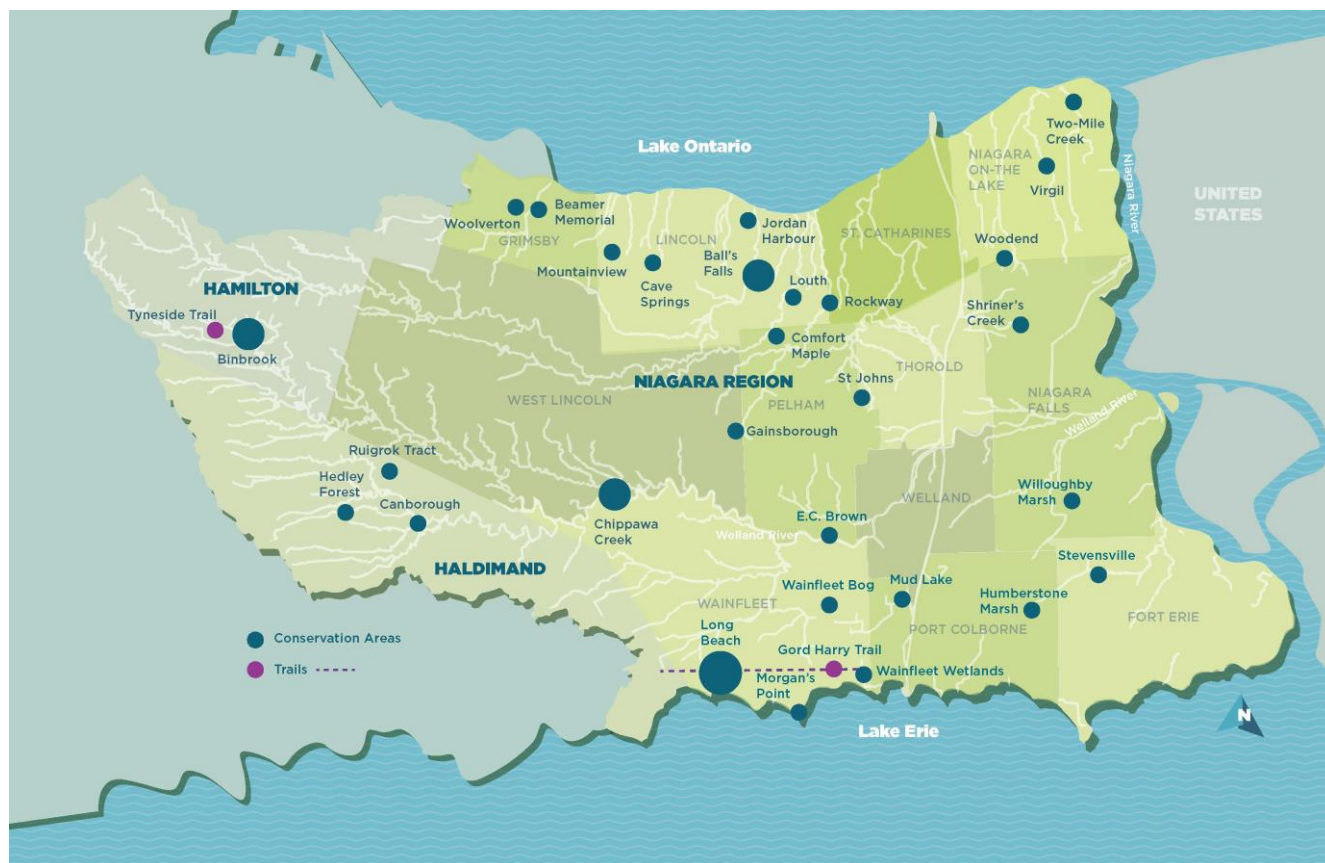 Lake Ontario
Two-Mile
Creek
NIAGARA
ON-THE
LAKE
Virgil
Niagara River
UNITED
STATES
Woolverton
Beamer
Memorial
GRIMSBY
Jordan
Harbour
ST. CATHARINES
LINCOLN
Mountainview
Cave
Springs
Ball's
Falls
Louth
Rockway
Woodend
Shriner's
Creek
HAMILTON
Tyneside Trail
Binbrook
Comfort
Maple
THOROLD
NIAGARA REGION
St Johns
WEST LINCOLN
PELHAM
NIAGARA
FALLS
Welland River
Gainsborough
Ruigrok Tract
Hedley
Forest
Canborough
Chippawa
Creek
WELLAND
Willoughby
Marsh
E.C. Brown
Welland River
HALDIMAND
Stevensville
Wainfleet Bog
Mud Lake
Humberstone
Marsh
WAINFLEET
PORT COLBORNE
FORT ERIE
Long
Beach
Gord Harry Trail
Wainfleet Wetlands
Morgan's
Point
Conservation Areas
Trails
Lake Erie
N